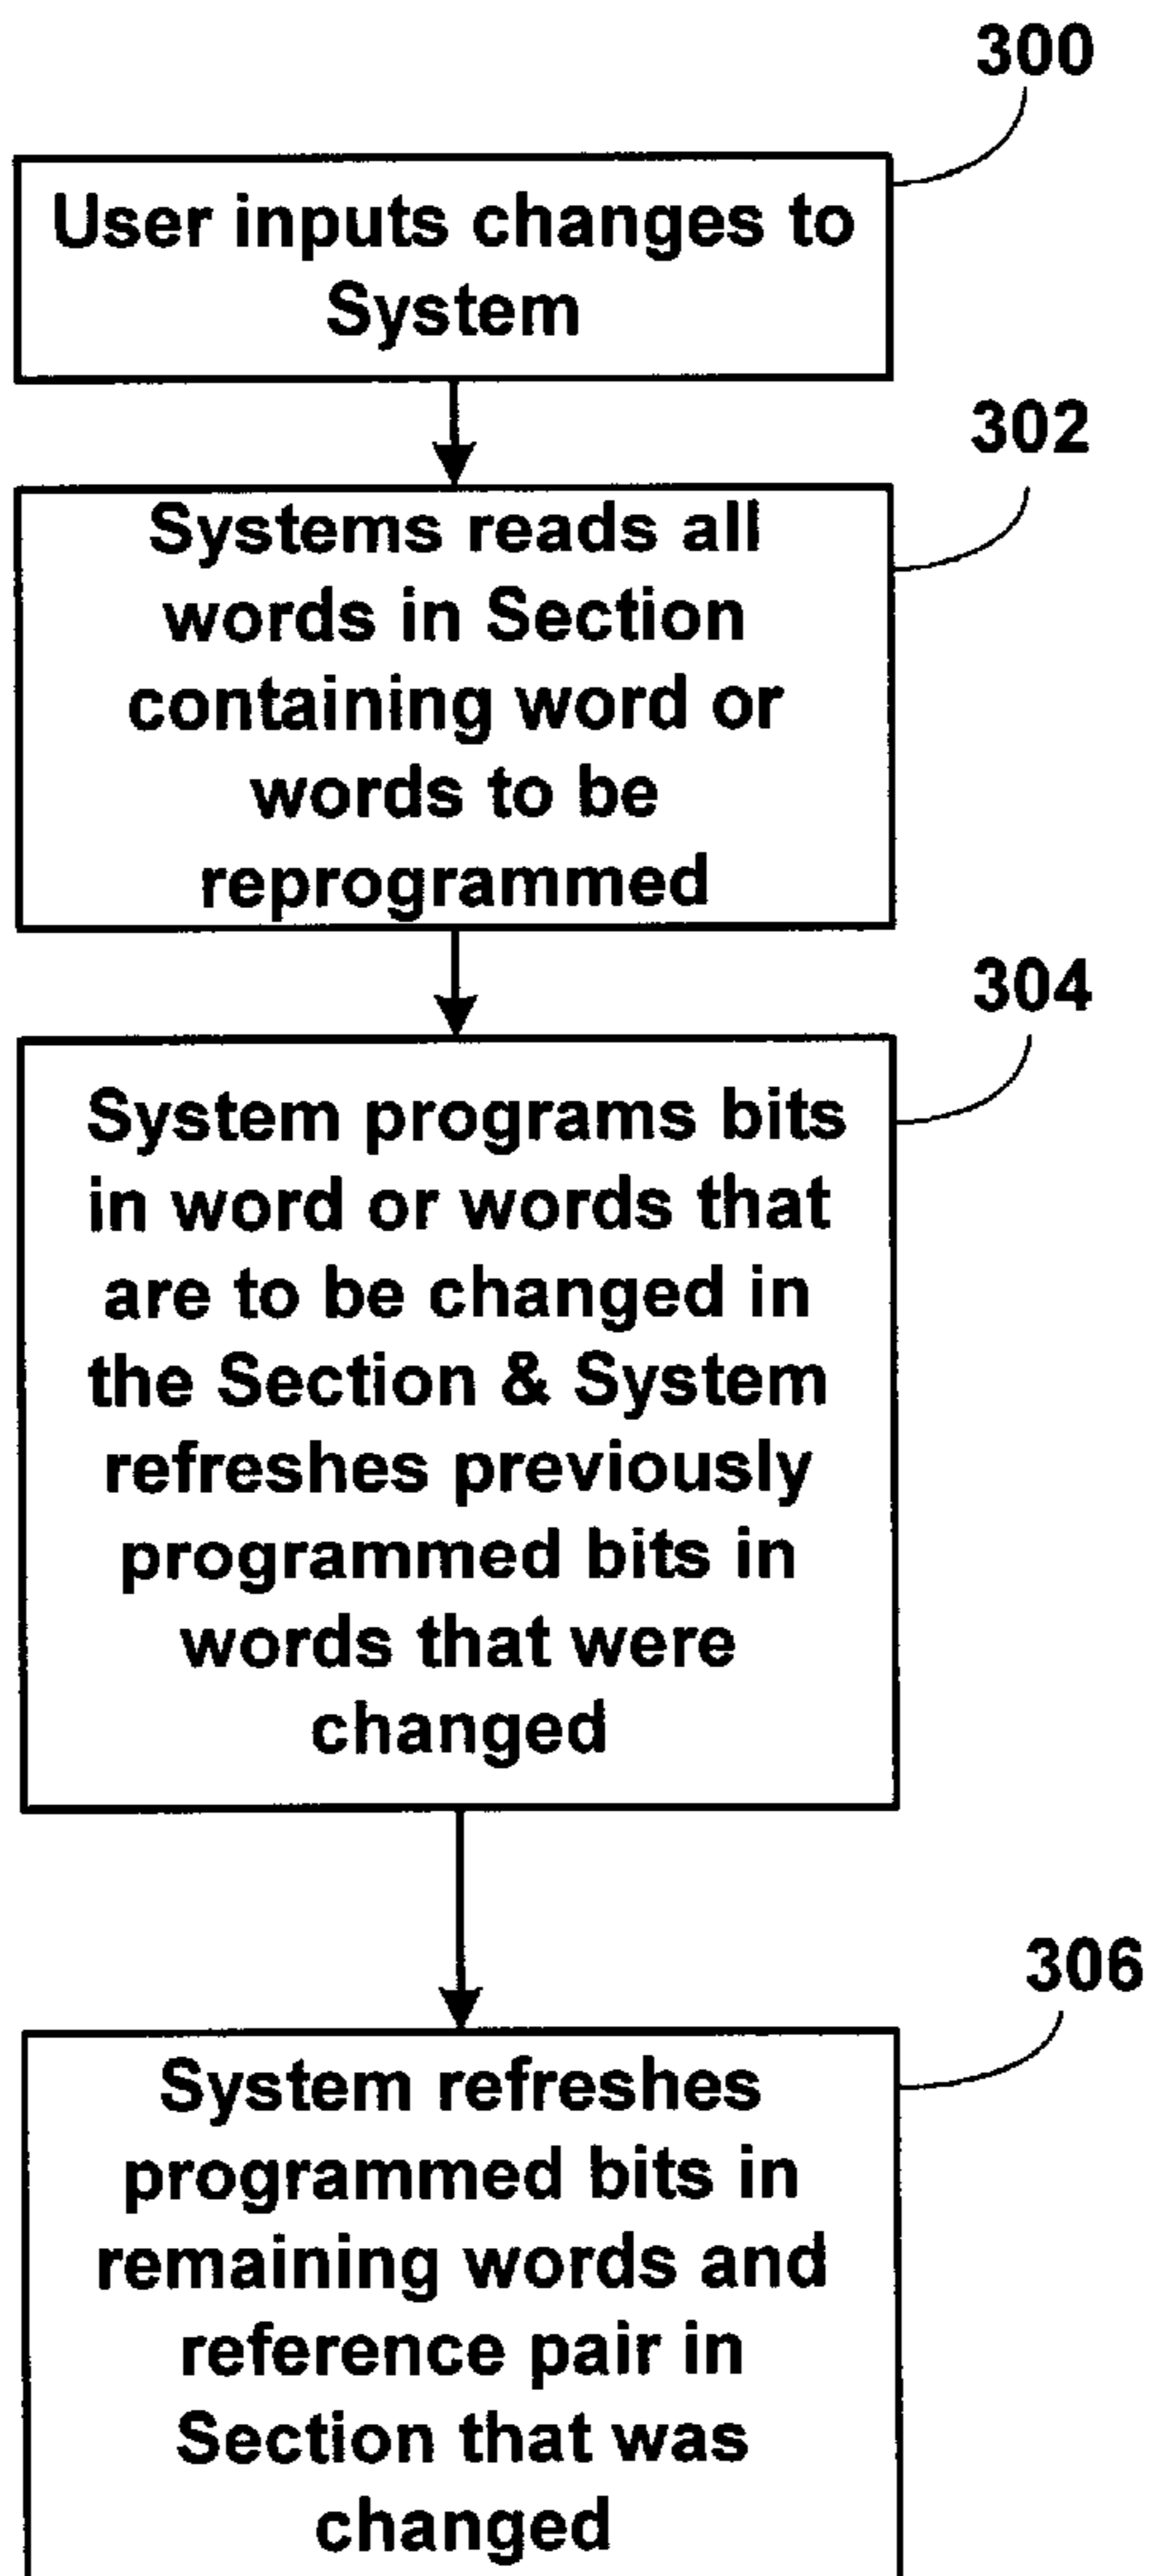 300
User inputs changes to
System
302
Systems reads all
words in Section
containing word or
words to be
reprogrammed
304
System programs bits
in word or words that
are to be changed in
the Section & System
refreshes previously
programmed bits in
words that were
changed
306
System refreshes
programmed bits in
remaining words and
reference pair in
Section that was
changed